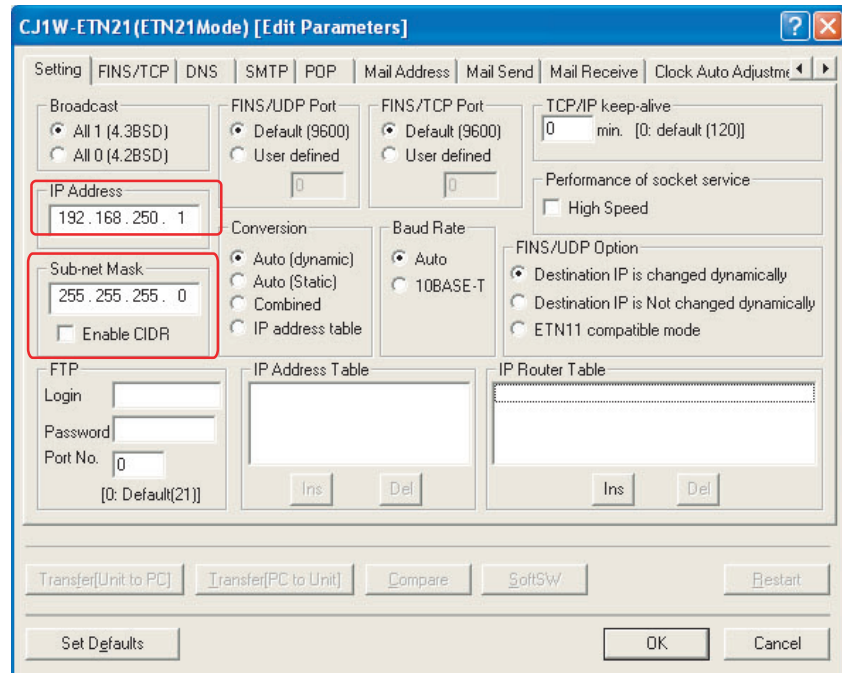 CJ1W-ETN21(ETN21Mode) [Edit Parameters]
Setting FINS/TCP DNS SMTP POP Mail Address Mail Send Mail Receive Clock Auto Adjustme
Broadcast
All 1 (4.3BSD)
All 0 (4.2BSD)
IP Address
192.168.250. 1
Sub-net Mask
255.255.255. 0
Enable CIDR
FINS/UDP Port
Default (9600)
User defined
0
FINS/TCP Port
Default (9600)
User defined
0
TCP/IP keep-alive
0 min. [0: default (120)]
Performance of socket service
High Speed
Conversion
Auto (dynamic)
Auto (Static)
Combined
IP address table
Baud Rate
Auto
10BASE-T
FINS/UDP Option
Destination IP is changed dynamically
Destination IP is Not changed dynamically
ETN11 compatible mode
FTP
Login
Password
Port No. 0
[0: Default(21)]
IP Address Table
Ins Del
IP Router Table
Ins Del
Transfer[Unit to PC] Transfer[PC to Unit] Compare SoftSW Restart
Set Defaults OK Cancel